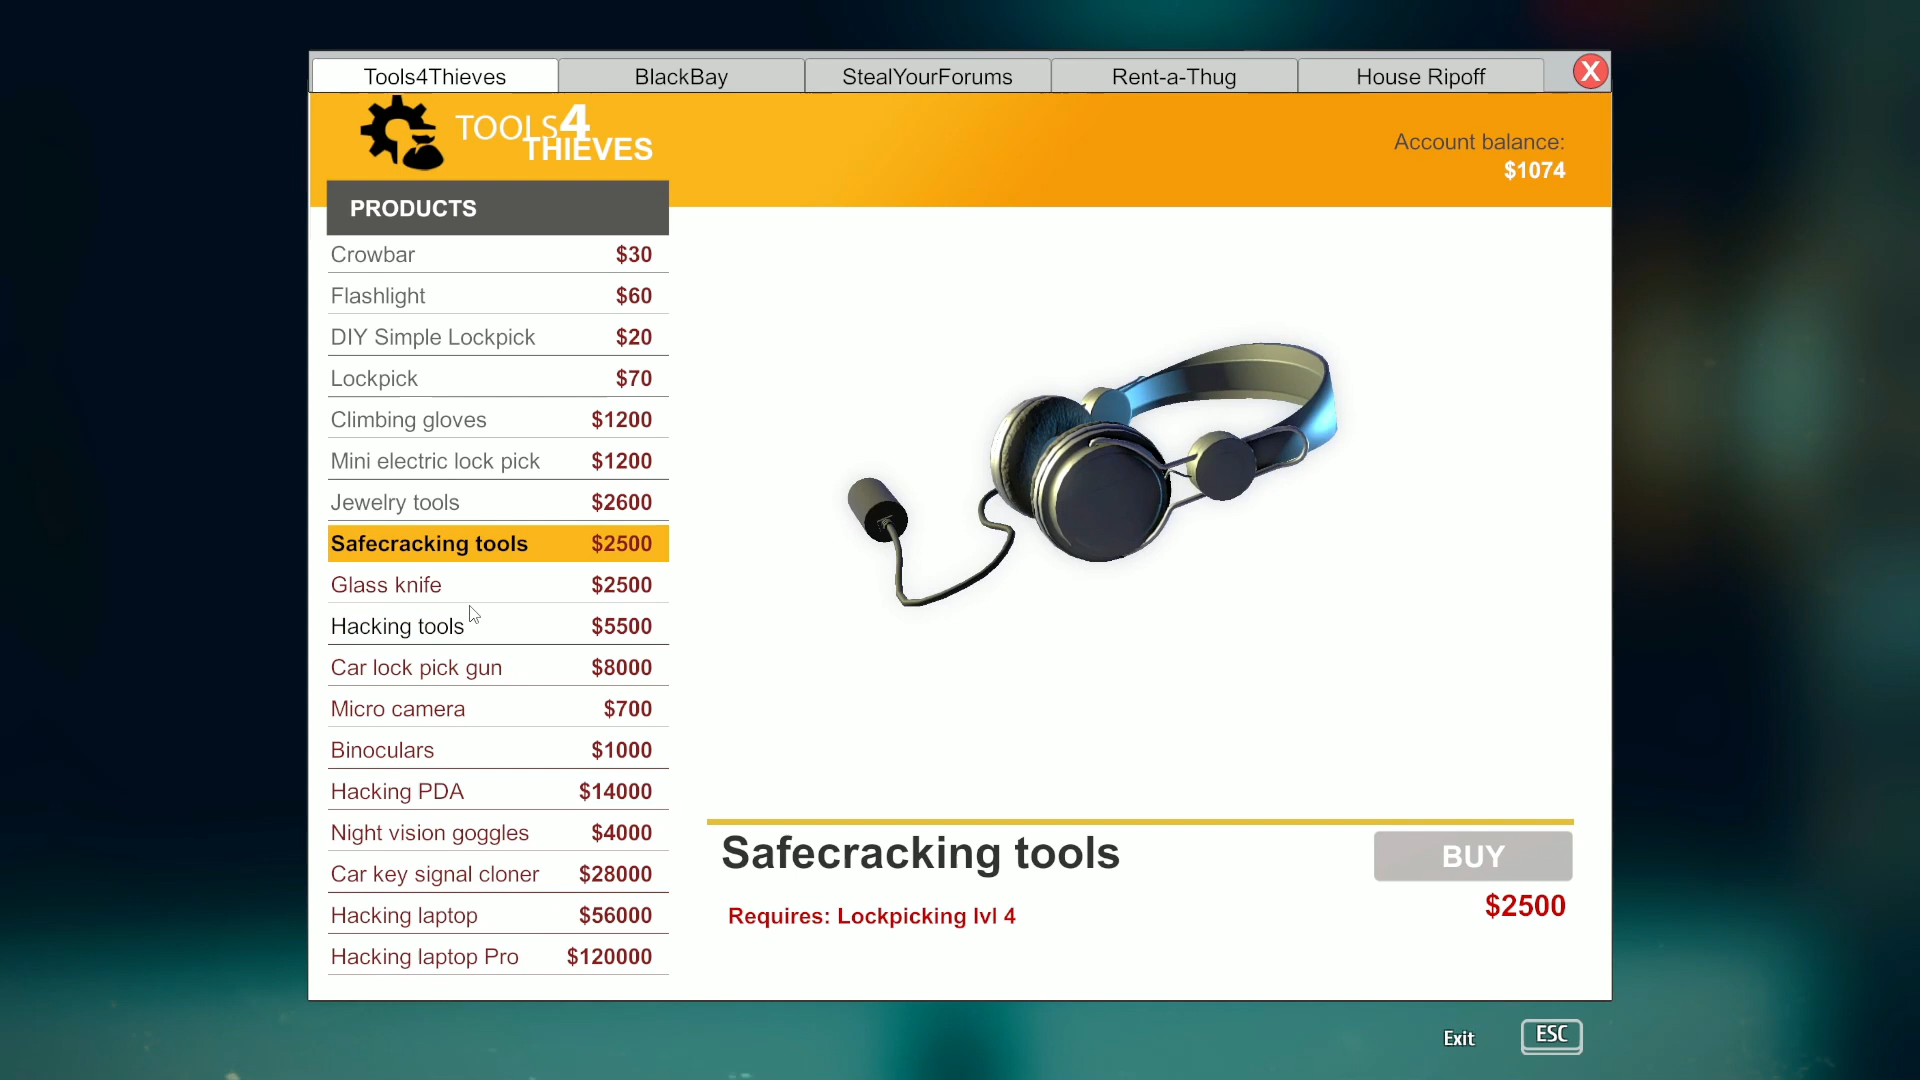 Tools4Thieves BlackBay StealYourForums Rent-a-Thug House Ripoff X
TOOLS4
THIEVES
Account balance:
$1074
PRODUCTS
Crowbar $30
Flashlight $60
DIY Simple Lockpick $20
Lockpick $70
Climbing gloves $1200
Mini electric lock pick $1200
Jewelry tools $2600
Safecracking tools $2500
Glass knife $2500
Hacking tools $5500
Car lock pick gun $8000
Micro camera $700
Binoculars $1000
Hacking PDA $14000
Night vision goggles $4000
Car key signal cloner $28000
Hacking laptop $56000
Hacking laptop Pro $120000
Safecracking tools
BUY
$2500
Requires: Lockpicking lvl 4
Exit ESC